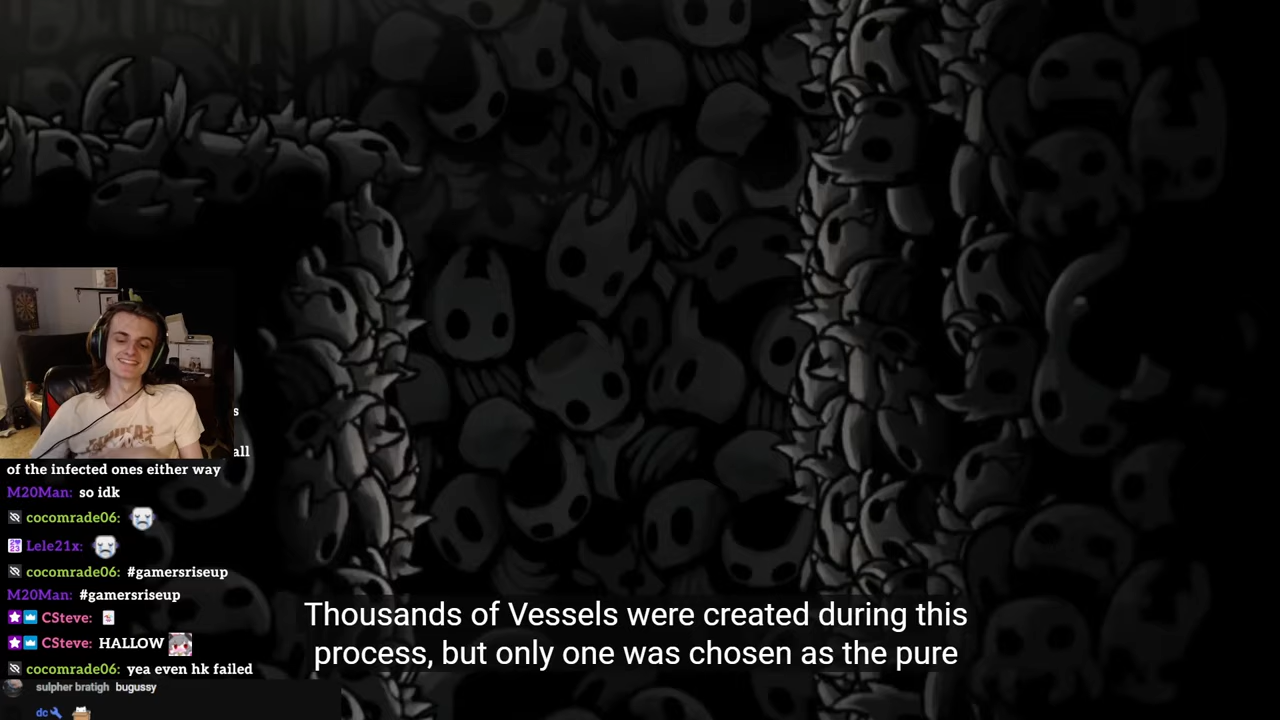 s
all
of the infected ones either way
M20Man: so idk
cocomrade06:
Lele21x:
cocomrade06: #gamersriseup
M20Man: #gamersriseup
CSteve:
CSteve: HALLOW
cocomrade06: yea even hk failed
sulpher bratigh bugussy
dc
Thousands of Vessels were created during this
process, but only one was chosen as the pure